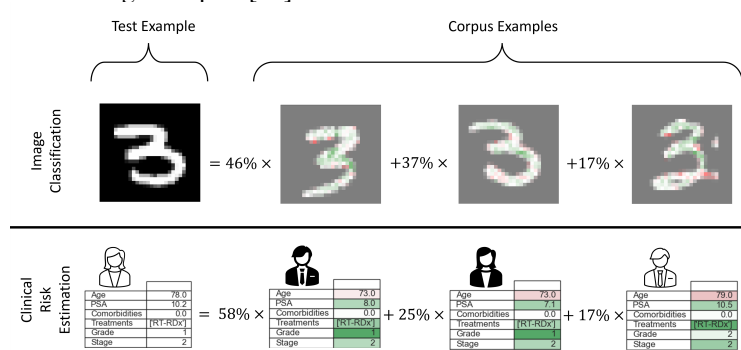 Test Example
Corpus Examples
Image
Classification
= 46% ×
+37% ×
+17% ×
Clinical
Risk
Estimation
Age 78.0
PSA 10.2
Comorbidities 0.0
Treatments ['RT-RDx']
Grade 1
Stage 2
= 58% ×
Age 73.0
PSA 8.0
Comorbidities 0.0
Treatments ['RT-RDx']
Grade 1
Stage 2
+ 25% ×
Age 73.0
PSA 7.1
Comorbidities 0.0
Treatments ['RT-RDx']
Grade 1
Stage 2
+ 17% ×
Age 79.0
PSA 10.5
Comorbidities 0.0
Treatments ['RT-RDx']
Grade 2
Stage 2